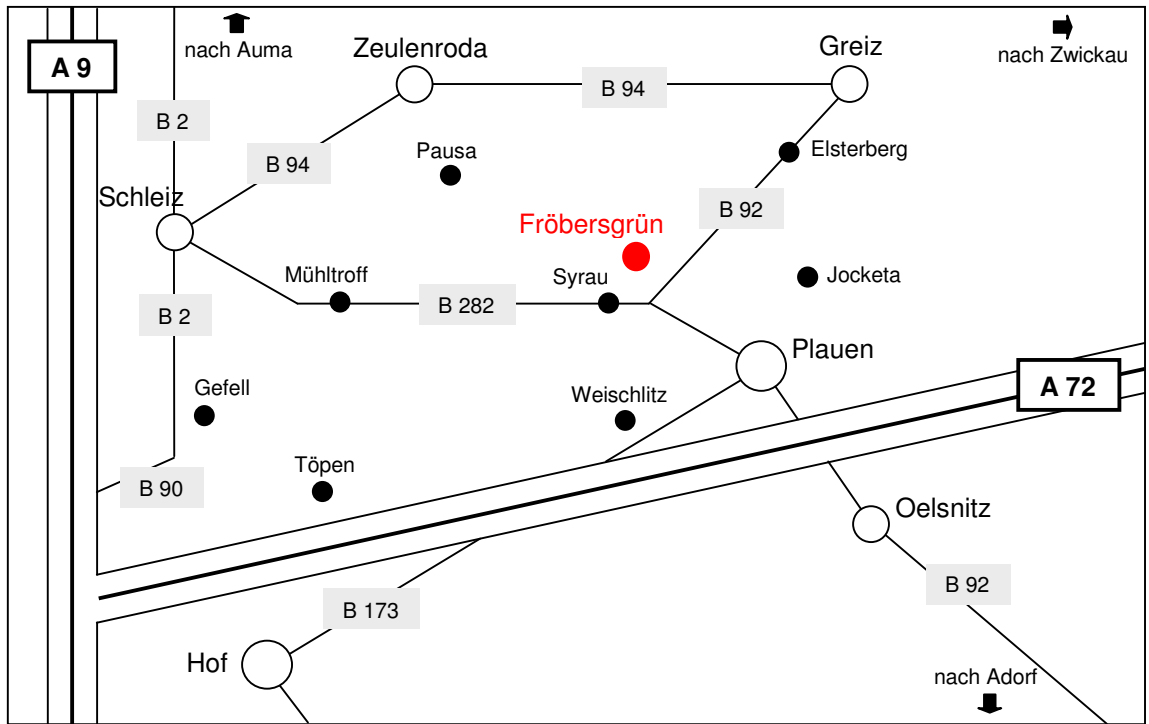 nach Auma
Zeulenroda
Greiz
nach Zwickau
A 9
B 94
B 2
Pausa
Elsterberg
B 94
Schleiz
B 92
Fröbersgrün
Mühltroff
Syrau
Jocketa
B 2
B 282
Plauen
Gefell
Weischlitz
A 72
Töpen
B 90
Oelsnitz
B 92
B 173
Hof
nach Adorf